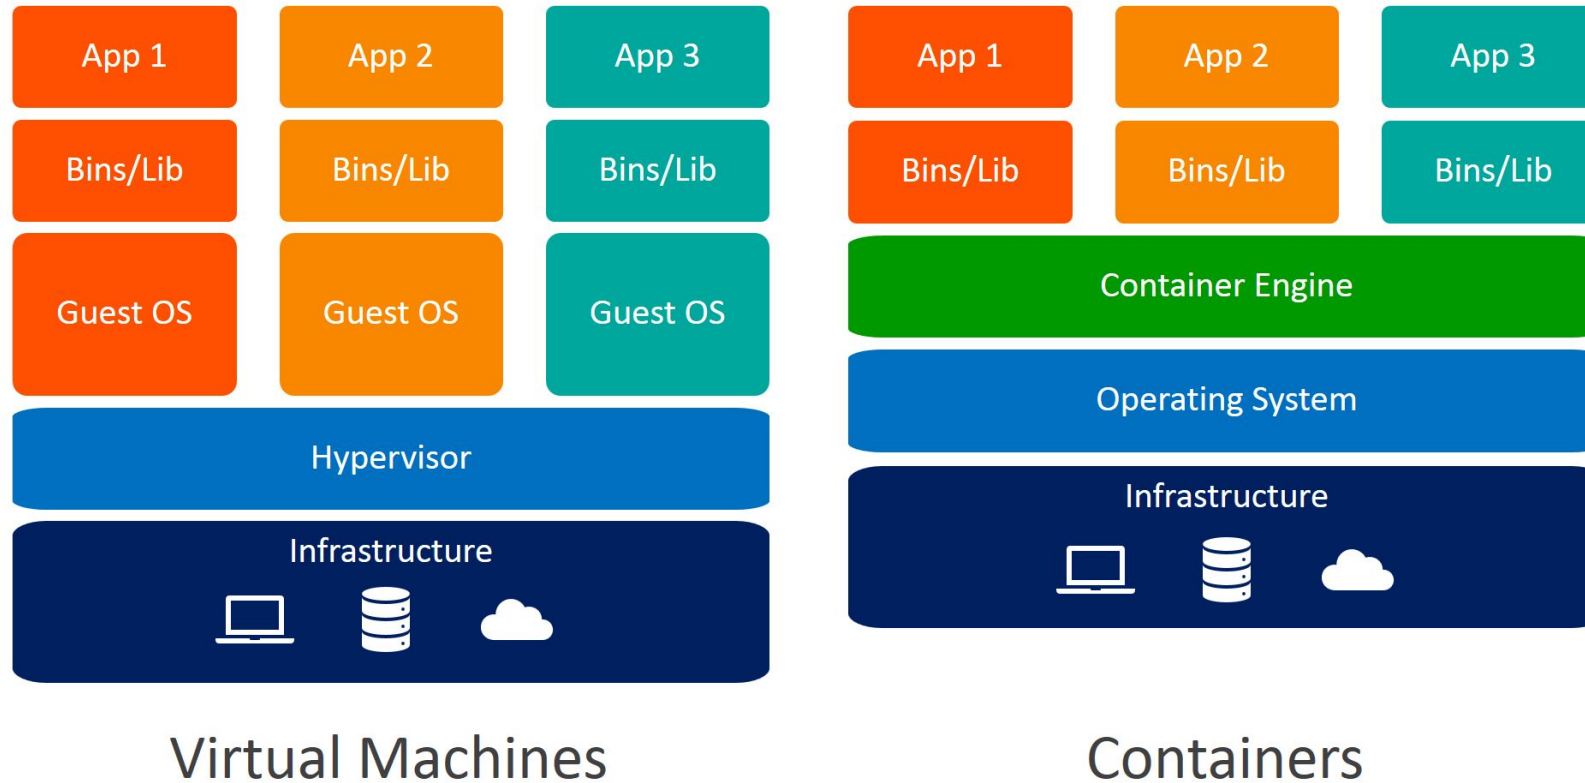 App 1
App 2
App 3
Bins/Lib
Bins/Lib
Bins/Lib
Guest OS
Guest OS
Guest OS
Hypervisor
Infrastructure
Virtual Machines
App 1
App 2
App 3
Bins/Lib
Bins/Lib
Bins/Lib
Container Engine
Operating System
Infrastructure
Containers